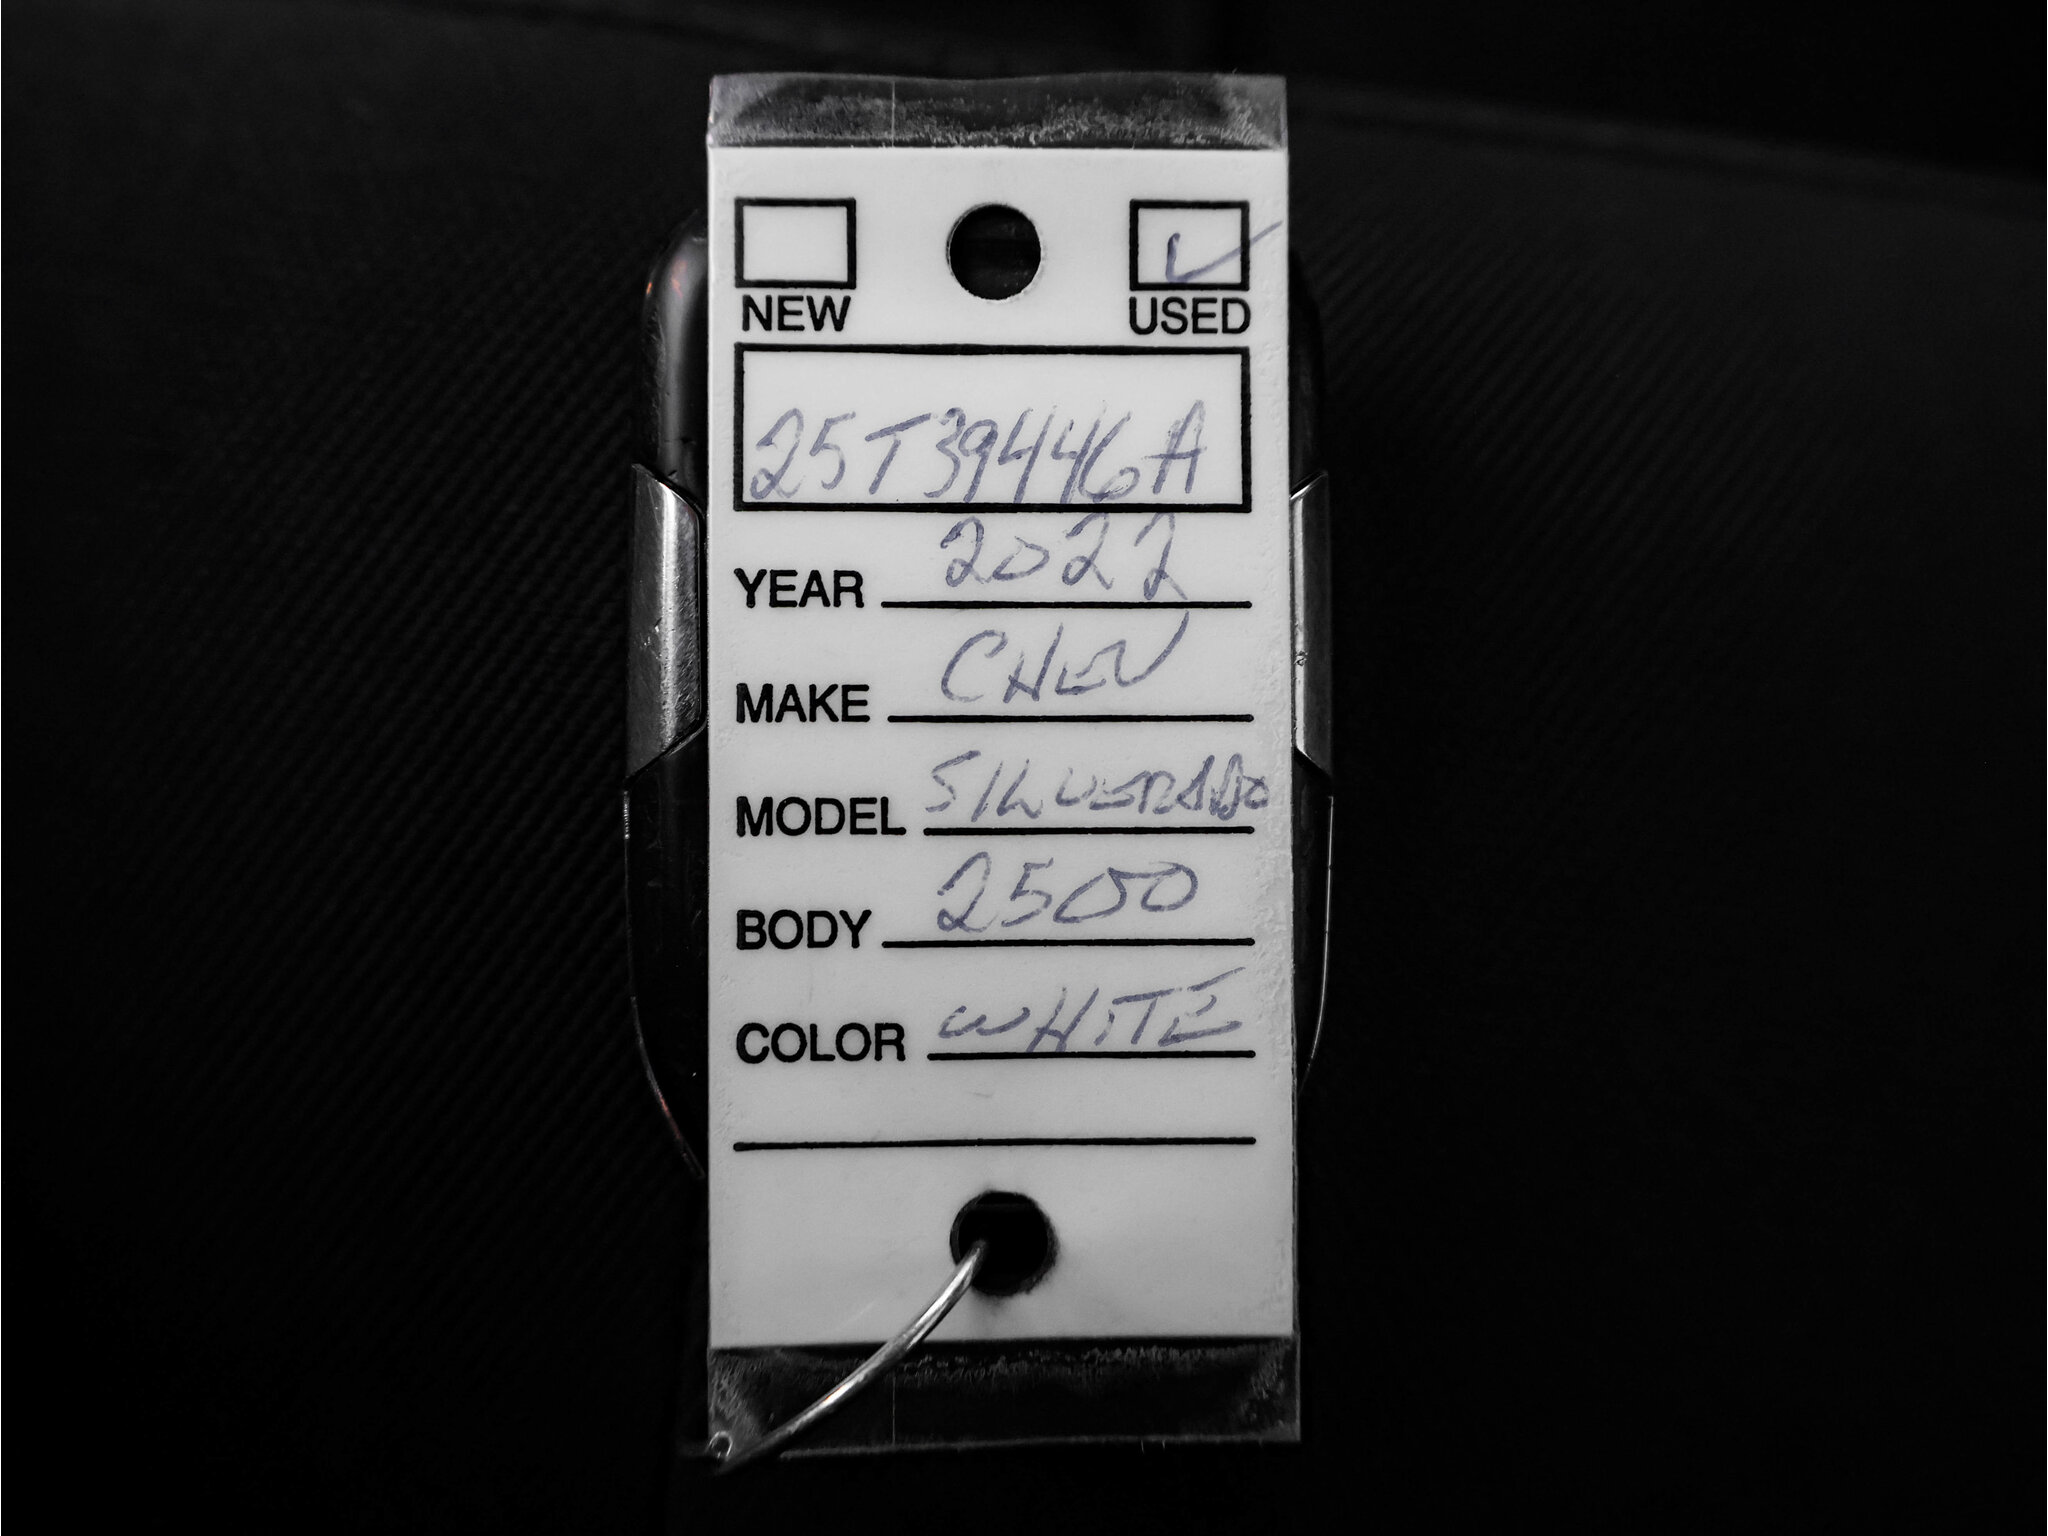 NEW USED
25T39446A
YEAR 2022
MAKE CHEV
MODEL SILVERADO
BODY 2500
COLOR WHITE